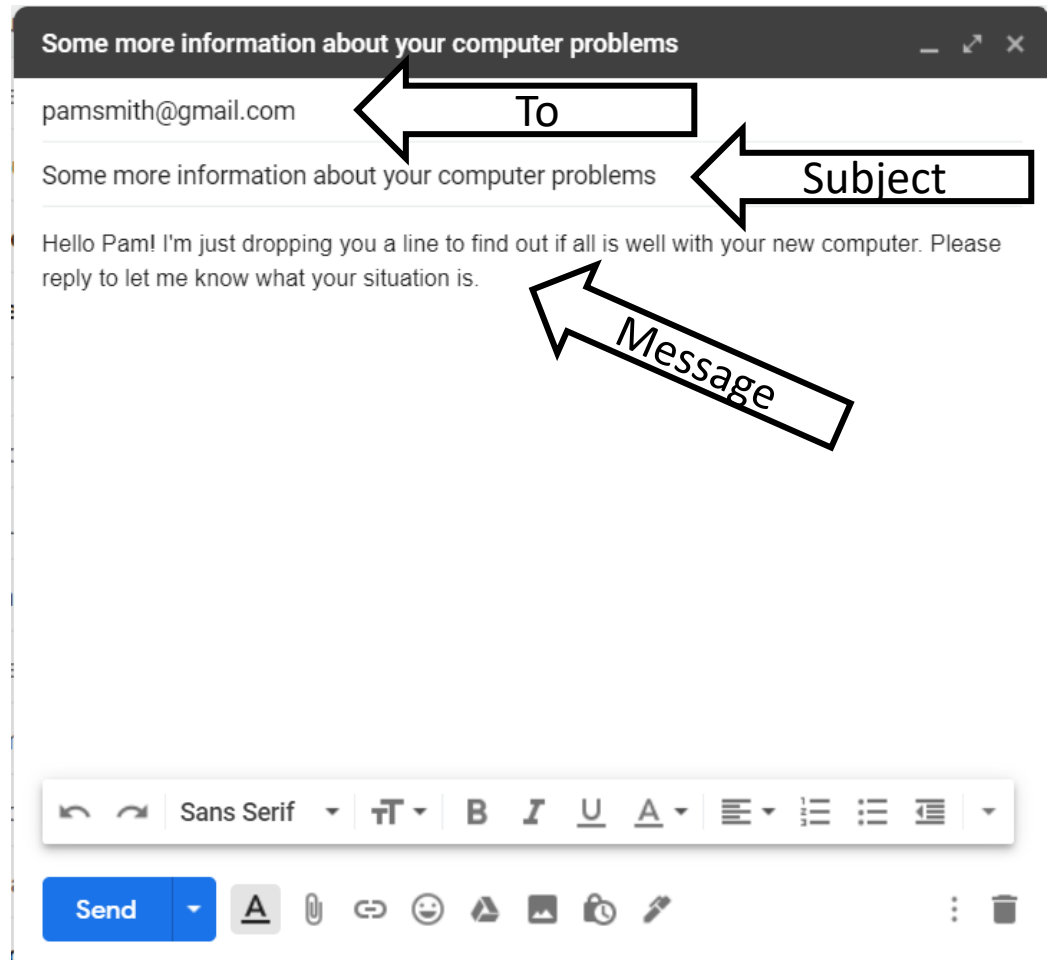 Some more information about your computer problems
pamsmith@gmail.com
To
Some more information about your computer problems
Subject
Hello Pam! I'm just dropping you a line to find out if all is well with your new computer. Please
reply to let me know what your situation is.
Message
Sans Serif
Send